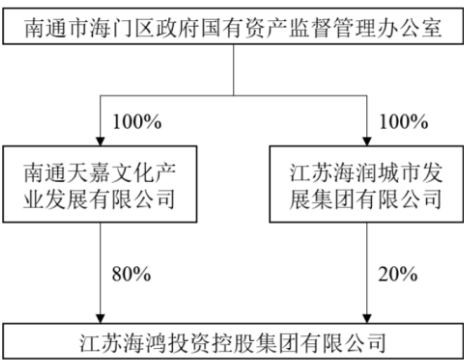 南通市海门区政府国有资产监督管理办公室
100%
100%
南通天嘉文化产
业发展有限公司
江苏海润城市发
展集团有限公司
80%
20%
江苏海鸿投资控股集团有限公司